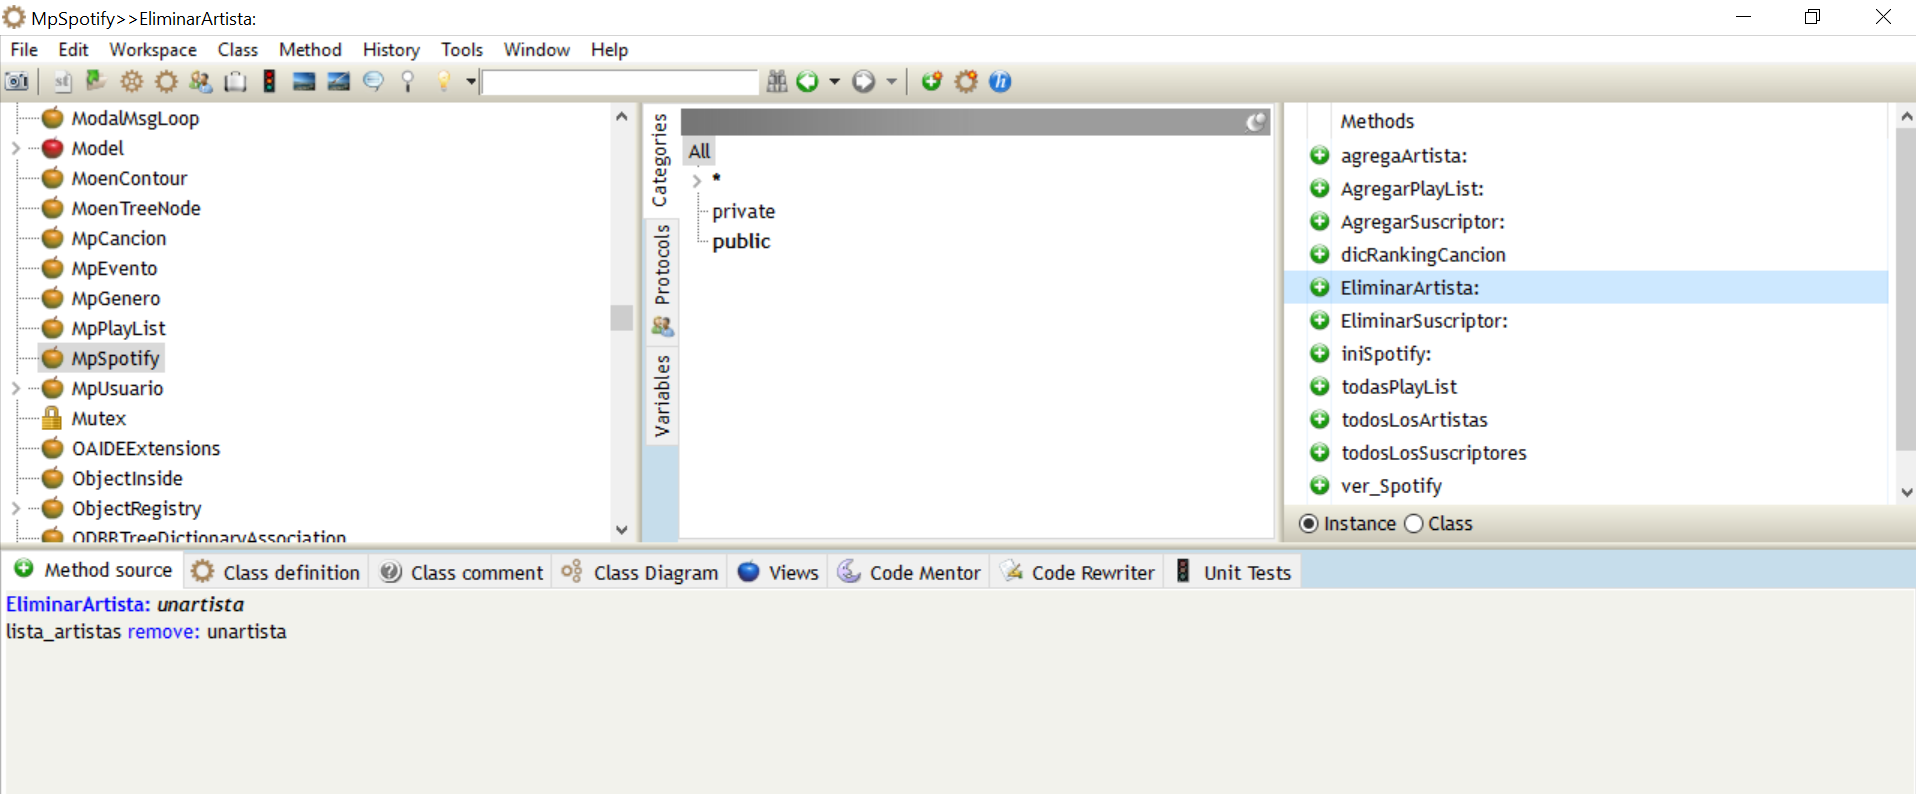 MpSpotify>>EliminarArtista:
File Edit Workspace Class Method History Tools Window Help
ModalMsgLoop
Model
MoenContour
MoenTreeNode
MpCancion
MpEvento
MpGenero
MpPlayList
MpSpotify
MpUsuario
Mutex
OAIDEExtensions
ObjectInside
ObjectRegistry
ODBBTreeDictionaryAssociation
Categories
Protocols
Variables
All
*
private
public
Methods
agregaArtista:
AgregarPlayList:
AgregarSuscriptor:
dicRankingCancion
EliminarArtista:
EliminarSuscriptor:
iniSpotify:
todasPlayList
todosLosArtistas
todosLosSuscriptores
ver_Spotify
Instance Class
Method source Class definition Class comment Class Diagram Views Code Mentor Code Rewriter Unit Tests
EliminarArtista: unartista
lista_artistas remove: unartista